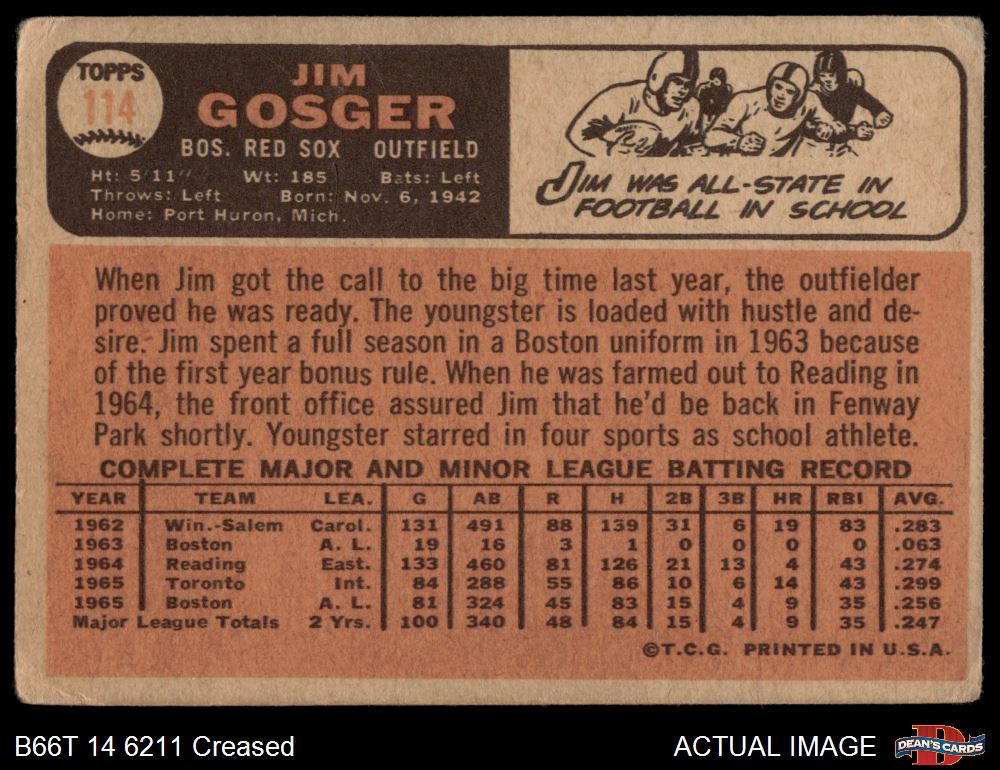 TOPPS
114
JIM
GOSGER
BOS. RED SOX OUTFIELD
Ht: 5'11" Wt: 185 Bats: Left
Throws: Left Born: Nov. 6, 1942
Home: Port Huron, Mich.
JIM WAS ALL-STATE IN
FOOTBALL IN SCHOOL
When Jim got the call to the big time last year, the outfielder
proved he was ready. The youngster is loaded with hustle and de-
sire. Jim spent a full season in a Boston uniform in 1963 because
of the first year bonus rule. When he was farmed out to Reading in
1964, the front office assured Jim that he'd be back in Fenway
Park shortly. Youngster starred in four sports as school athlete.
COMPLETE MAJOR AND MINOR LEAGUE BATTING RECORD
YEAR TEAM LEA. G AB R H 2B 3B HR RBI AVG.
1962 Win.-Salem Carol. 131 491 88 139 31 6 19 83 .283
1963 Boston A. L. 19 16 3 1 0 0 0 0 .063
1964 Reading East. 133 460 81 126 21 13 4 43 .274
1965 Toronto Int. 84 288 55 86 10 6 14 43 .299
1965 Boston A. L. 81 324 45 83 15 4 9 35 .256
Major League Totals 2 Yrs. 100 340 48 84 15 4 9 35 .247
©T.C.G. PRINTED IN U.S.A.
B66T 14 6211 Creased
ACTUAL IMAGE
DEAN'S CARDS